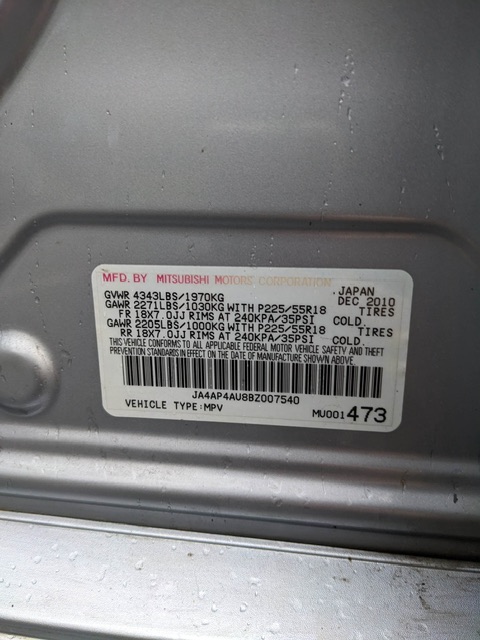 MFD. BY MITSUBISHI MOTORS CORPORATION JAPAN
GVWR 4343LBS/1970KG DEC 2010
GAWR 2271LBS/1030KG WITH P225/55R18 TIRES
FR 18X7.0JJ RIMS AT 240KPA/35PSI COLD.
GAWR 2205LBS/1000KG WITH P225/55R18 TIRES
RR 18X7.0JJ RIMS AT 240KPA/35PSI COLD.
THIS VEHICLE CONFORMS TO ALL APPLICABLE FEDERAL MOTOR VEHICLE SAFETY AND THEFT
PREVENTION STANDARDS IN EFFECT ON THE DATE OF MANUFACTURE SHOWN ABOVE.
JA4AP4AU8BZ007540
VEHICLE TYPE:MPV MU001473